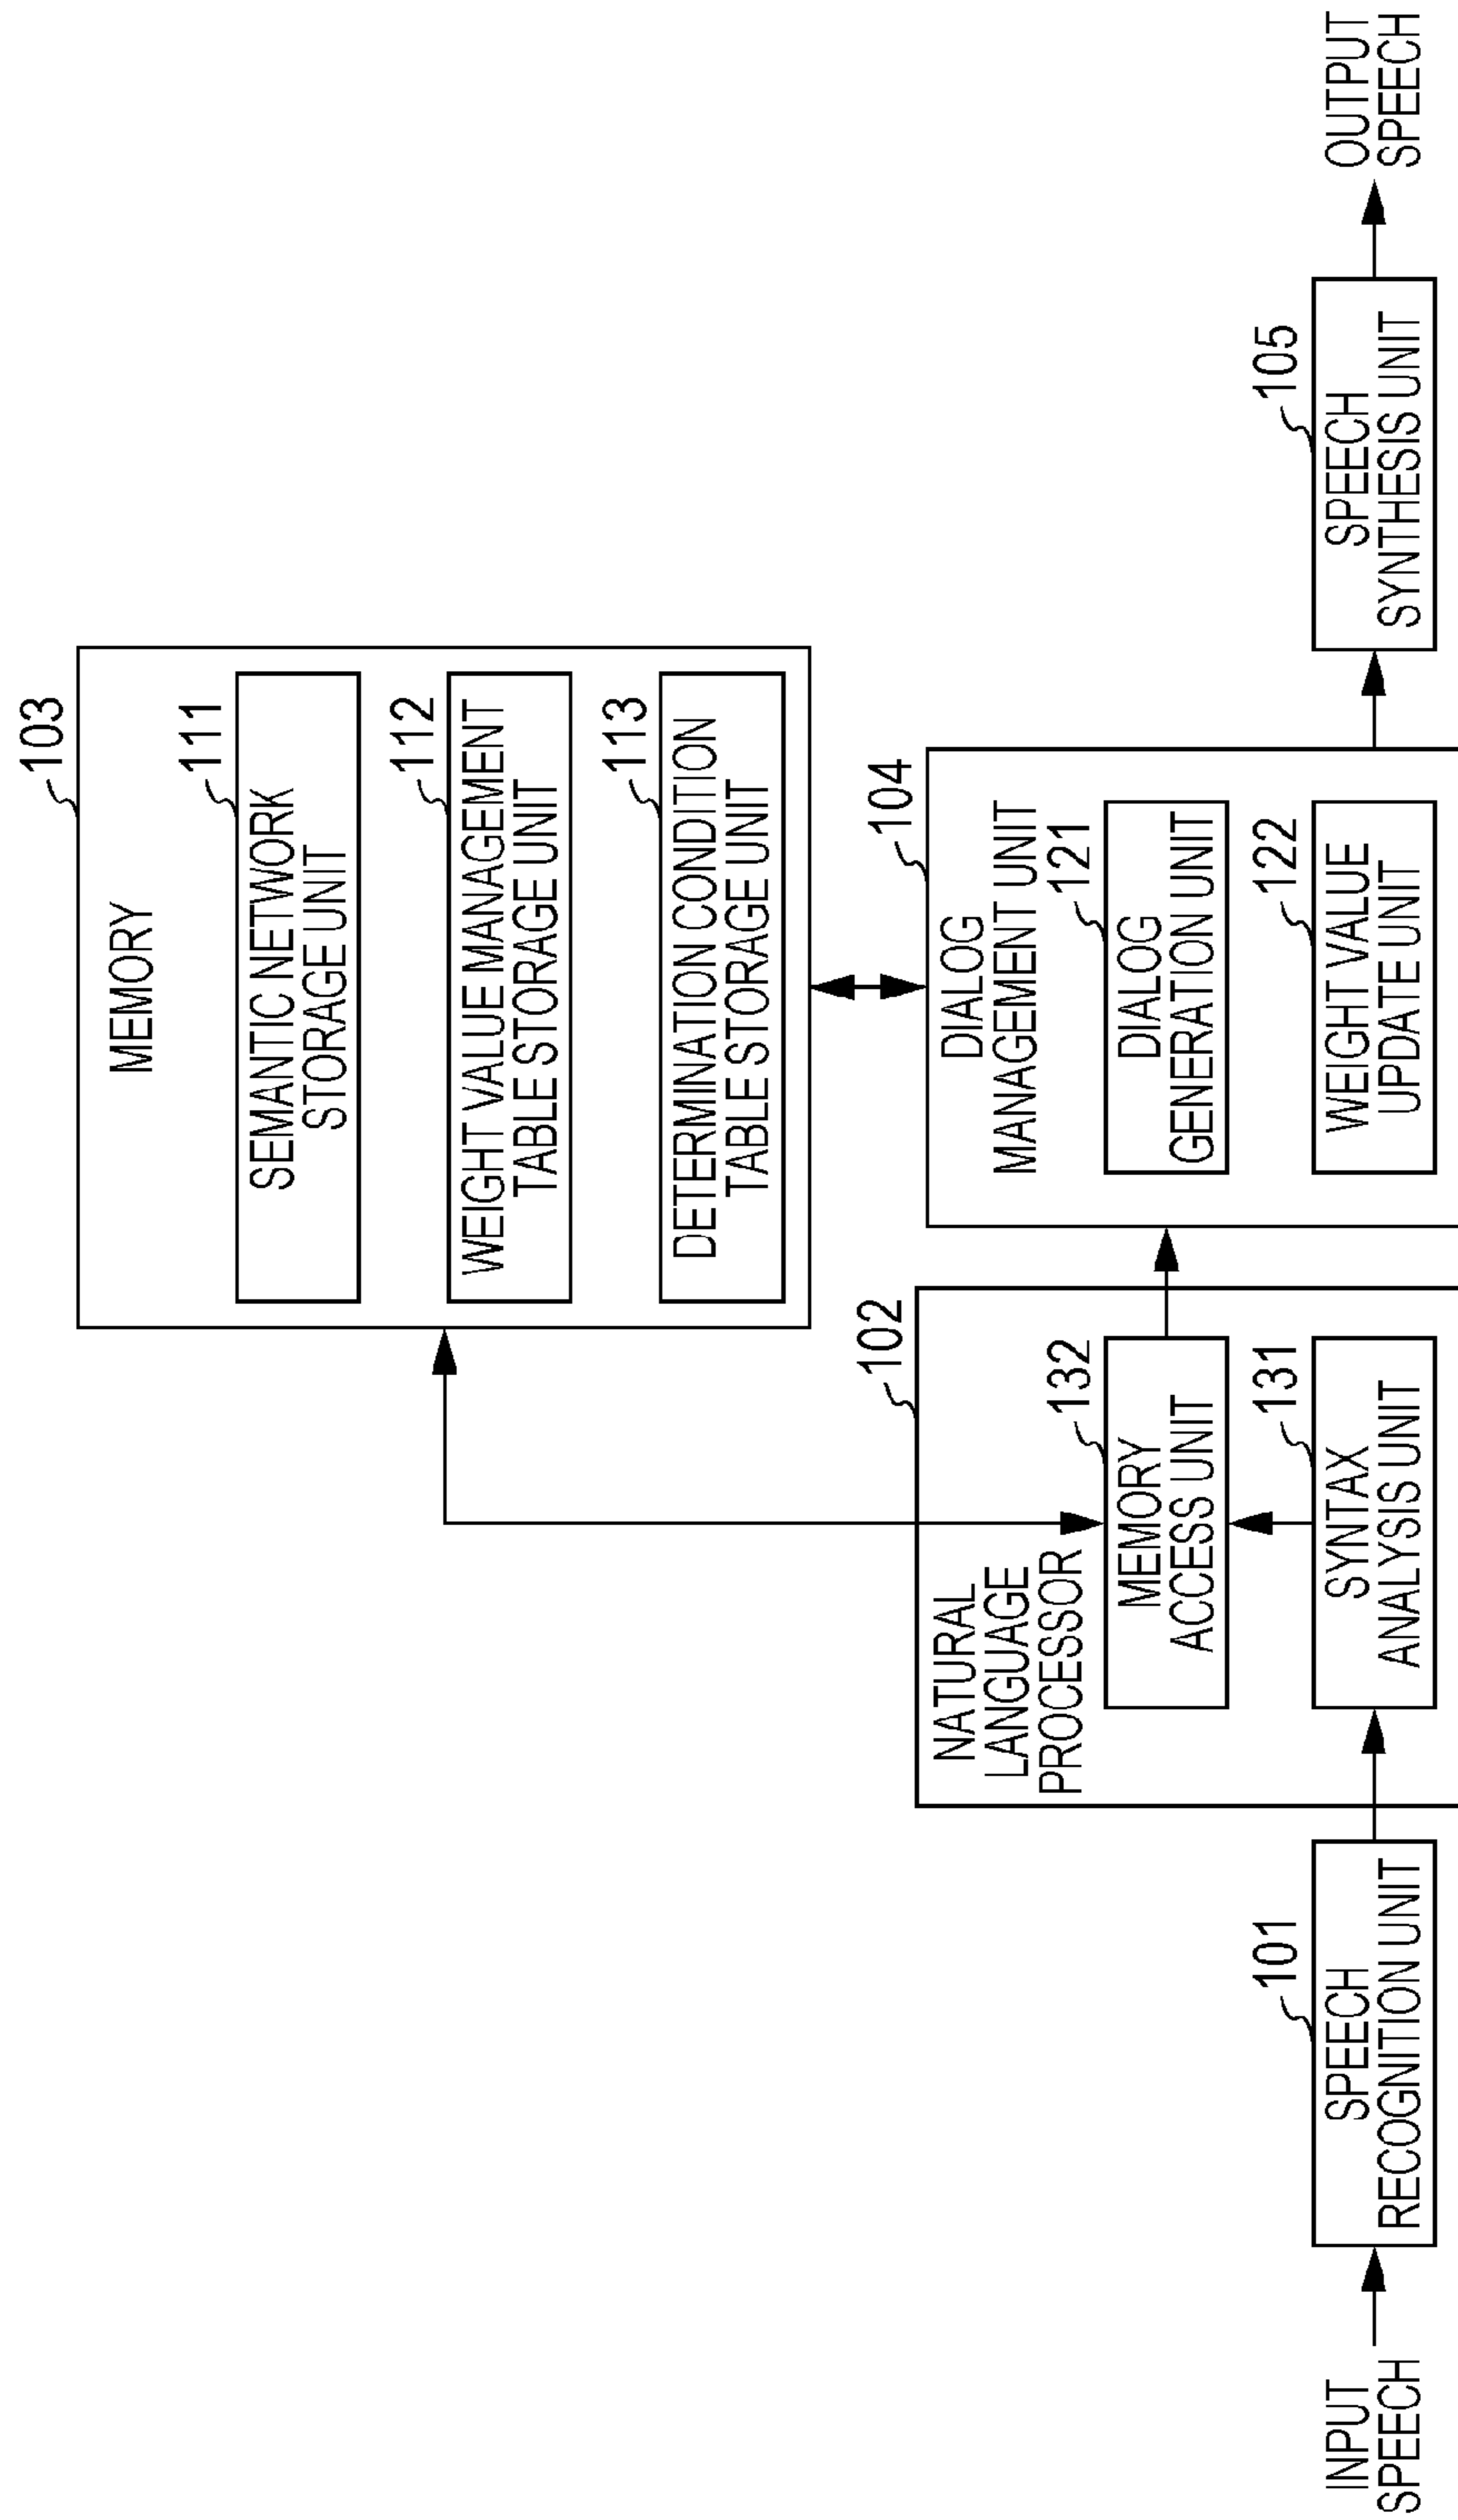 103
MEMORY
111
SEMANTIC NETWORK
STORAGE UNIT
112
WEIGHT VALUE MANAGEMENT
TABLE STORAGE UNIT
113
DETERMINATION CONDITION
TABLE STORAGE UNIT
102
NATURAL
LANGUAGE
PROCESSOR
132
MEMORY
ACCESS UNIT
131
SYNTAX
ANALYSIS UNIT
104
DIALOG
MANAGEMENT UNIT
121
DIALOG
GENERATION UNIT
122
WEIGHT VALUE
UPDATE UNIT
INPUT
SPEECH
101
SPEECH
RECOGNITION UNIT
105
SPEECH
SYNTHESIS UNIT
OUTPUT
SPEECH